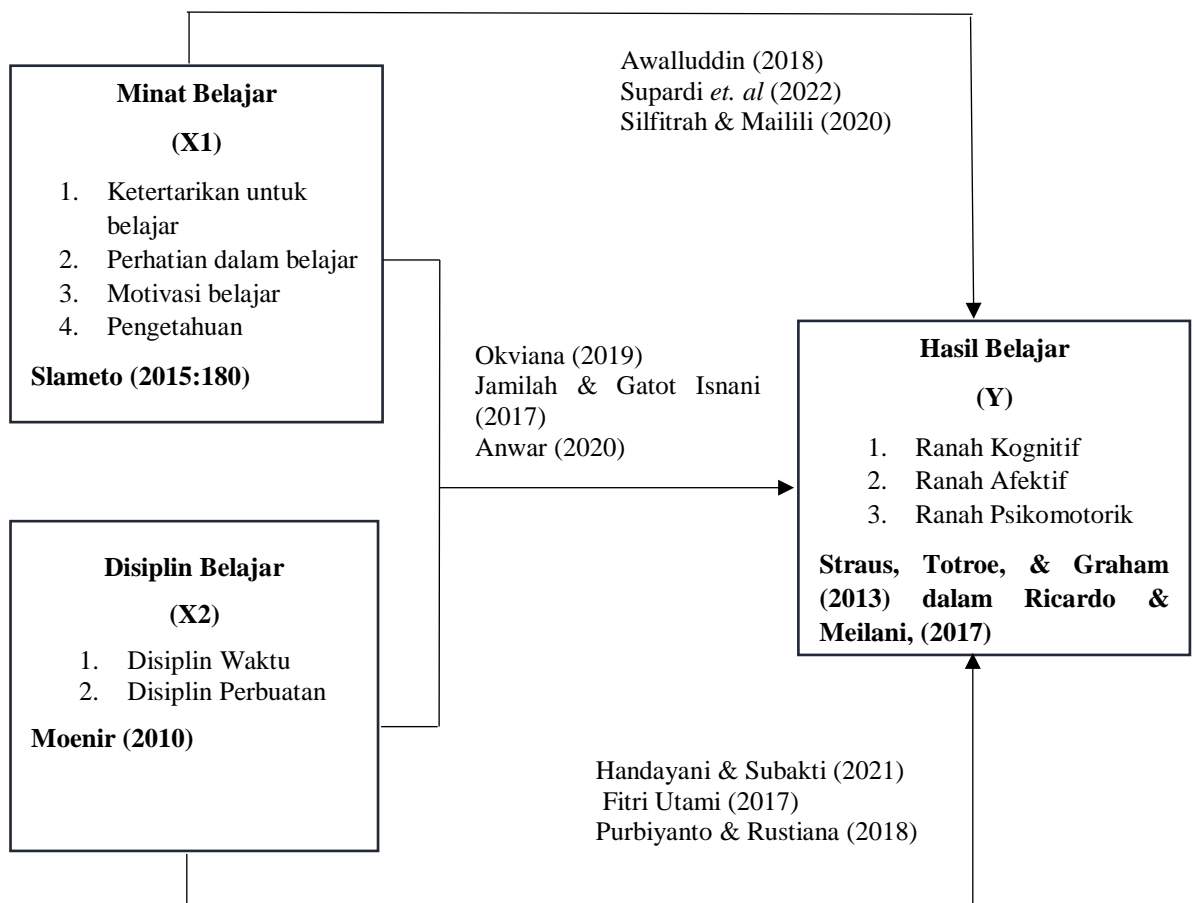 Awalluddin (2018)
Supardi et. al (2022)
Silfitrah & Mailili (2020)
Minat Belajar
(X1)
1. Ketertarikan untuk
belajar
2. Perhatian dalam belajar
3. Motivasi belajar
4. Pengetahuan
Slameto (2015:180)
Okviana (2019)
Jamilah & Gatot Isnani
(2017)
Anwar (2020)
Hasil Belajar
(Y)
1. Ranah Kognitif
2. Ranah Afektif
3. Ranah Psikomotorik
Straus, Totroe, & Graham
(2013) dalam Ricardo &
Meilani, (2017)
Disiplin Belajar
(X2)
1. Disiplin Waktu
2. Disiplin Perbuatan
Moenir (2010)
Handayani & Subakti (2021)
Fitri Utami (2017)
Purbiyanto & Rustiana (2018)